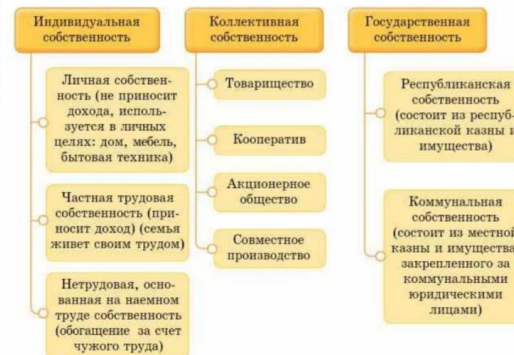 Индивидуальная
собственность
Личная собствен-
ность (не приносит
дохода, исполь-
зуется в личных
целях: дом, мебель,
бытовая техника)
Частная трудовая
собственность (при-
носит доход) (семья
живет своим трудом)
Нетрудовая, осно-
ванная на наемном
труде собственность
(обогащение за счет
чужого труда)
Коллективная
собственность
Товарищество
Кооператив
Акционерное
общество
Совместное
производство
Государственная
собственность
Республиканская
собственность
(состоит из респуб-
ликанской казны и
имущества)
Коммунальная
собственность
(состоит из местной
казны и имущества,
закрепленного за
коммунальными
юридическими
лицами)